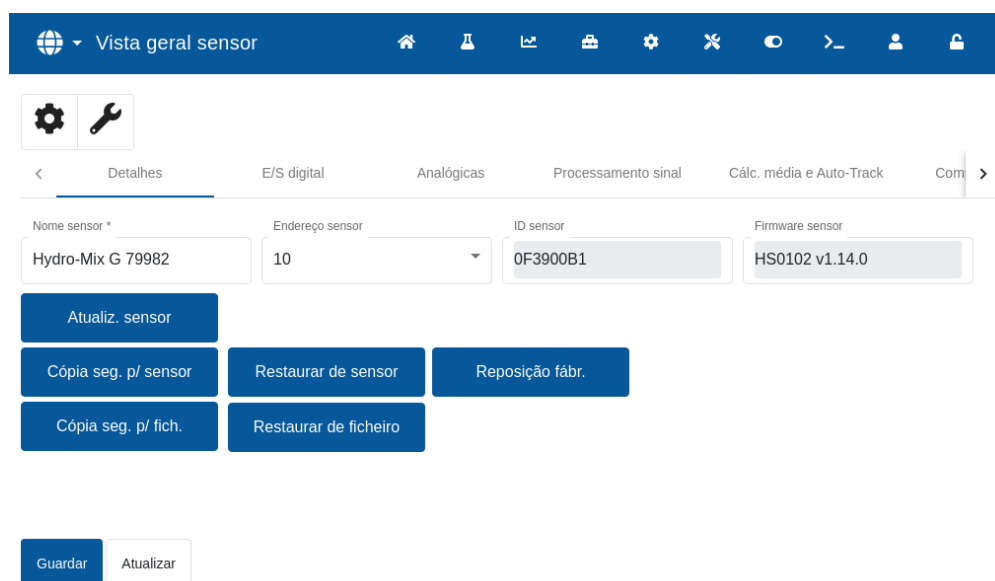 Vista geral sensor
Detalhes E/S digital Analógicas Processamento sinal Cálc. média e Auto-Track Com
Nome sensor * Endereço sensor ID sensor Firmware sensor
Hydro-Mix G 79982 10 0F3900B1 HS0102 v1.14.0
Atualiz. sensor
Cópia seg. p/ sensor Restaurar de sensor Reposição fábr.
Cópia seg. p/ fich. Restaurar de ficheiro
Guardar Atualizar